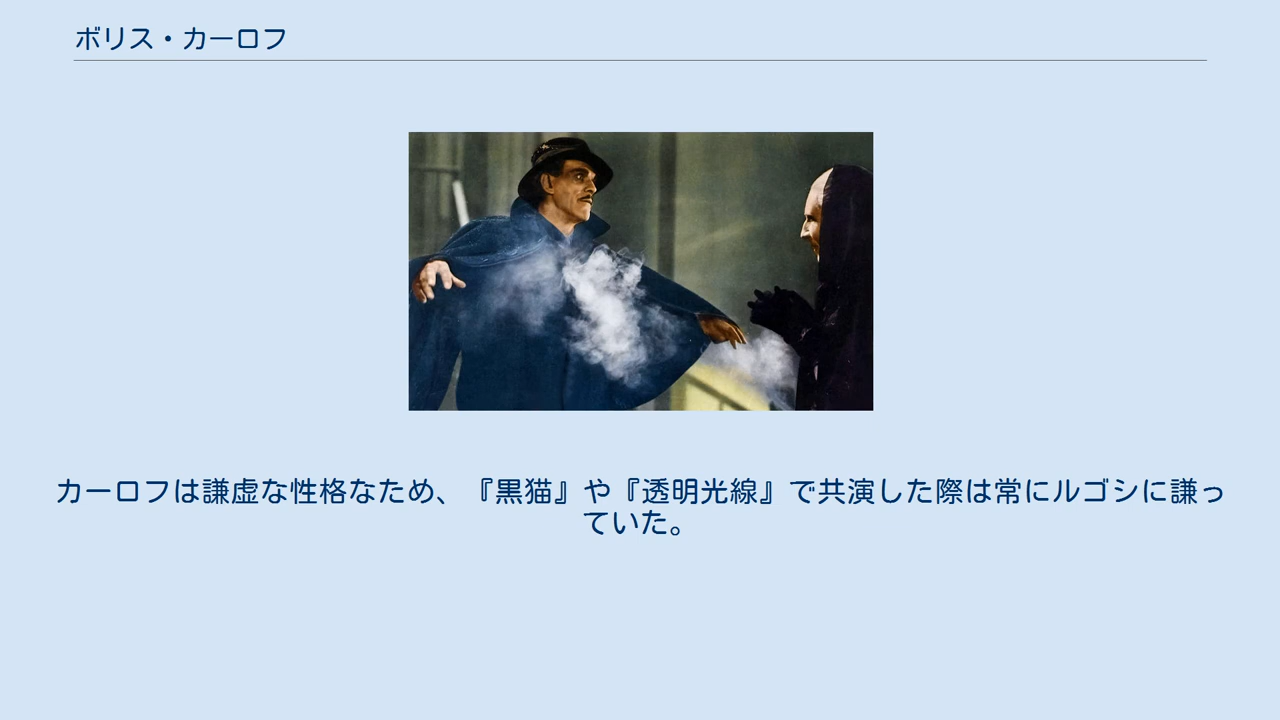 ボリス・カーロフ
カーロフは謙虚な性格なため、『黒猫』や『透明光線』で共演した際は常にルゴシに謙っ
ていた。